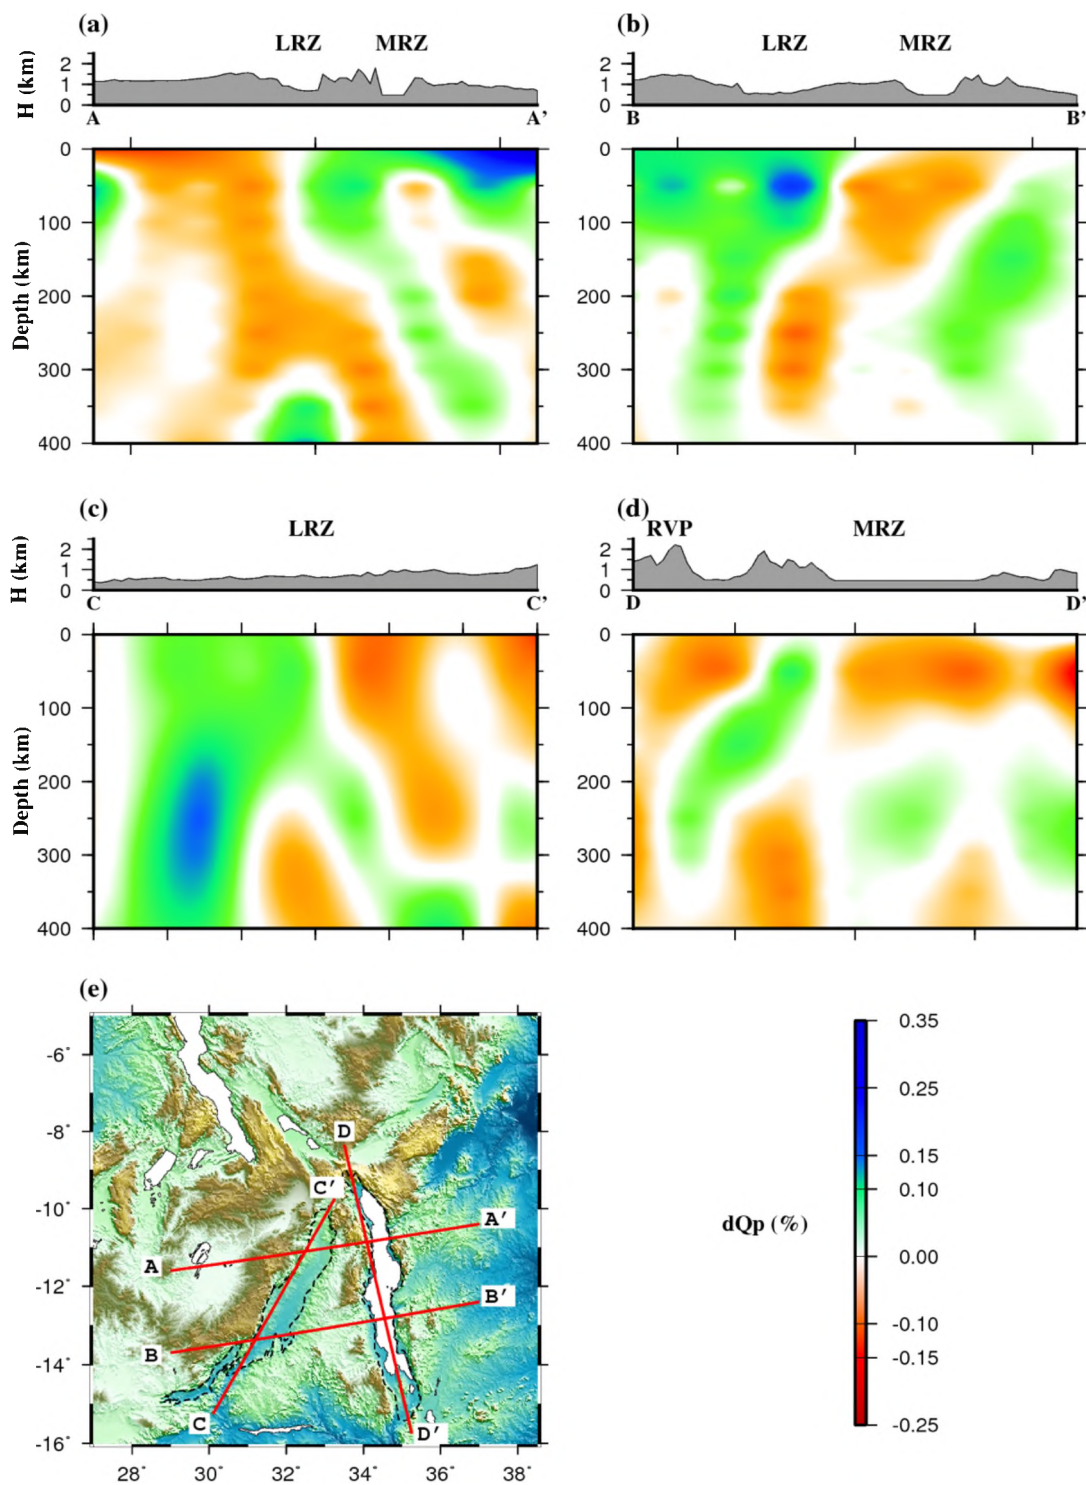 (a)
LRZ MRZ
H (km)
2
1
0
A A'
Depth (km)
0
100
200
300
400
(b)
LRZ MRZ
2
1
0
B B'
0
100
200
300
400
(c)
LRZ
H (km)
2
1
0
C C'
Depth (km)
0
100
200
300
400
(d)
RVP MRZ
2
1
0
D D'
0
100
200
300
400
(e)
-6°
-8°
-10°
-12°
-14°
-16°
28° 30° 32° 34° 36° 38°
D
C'
A'
A
B'
B
C
D'
dQp (%)
0.35
0.25
0.15
0.10
0.00
-0.10
-0.15
-0.25